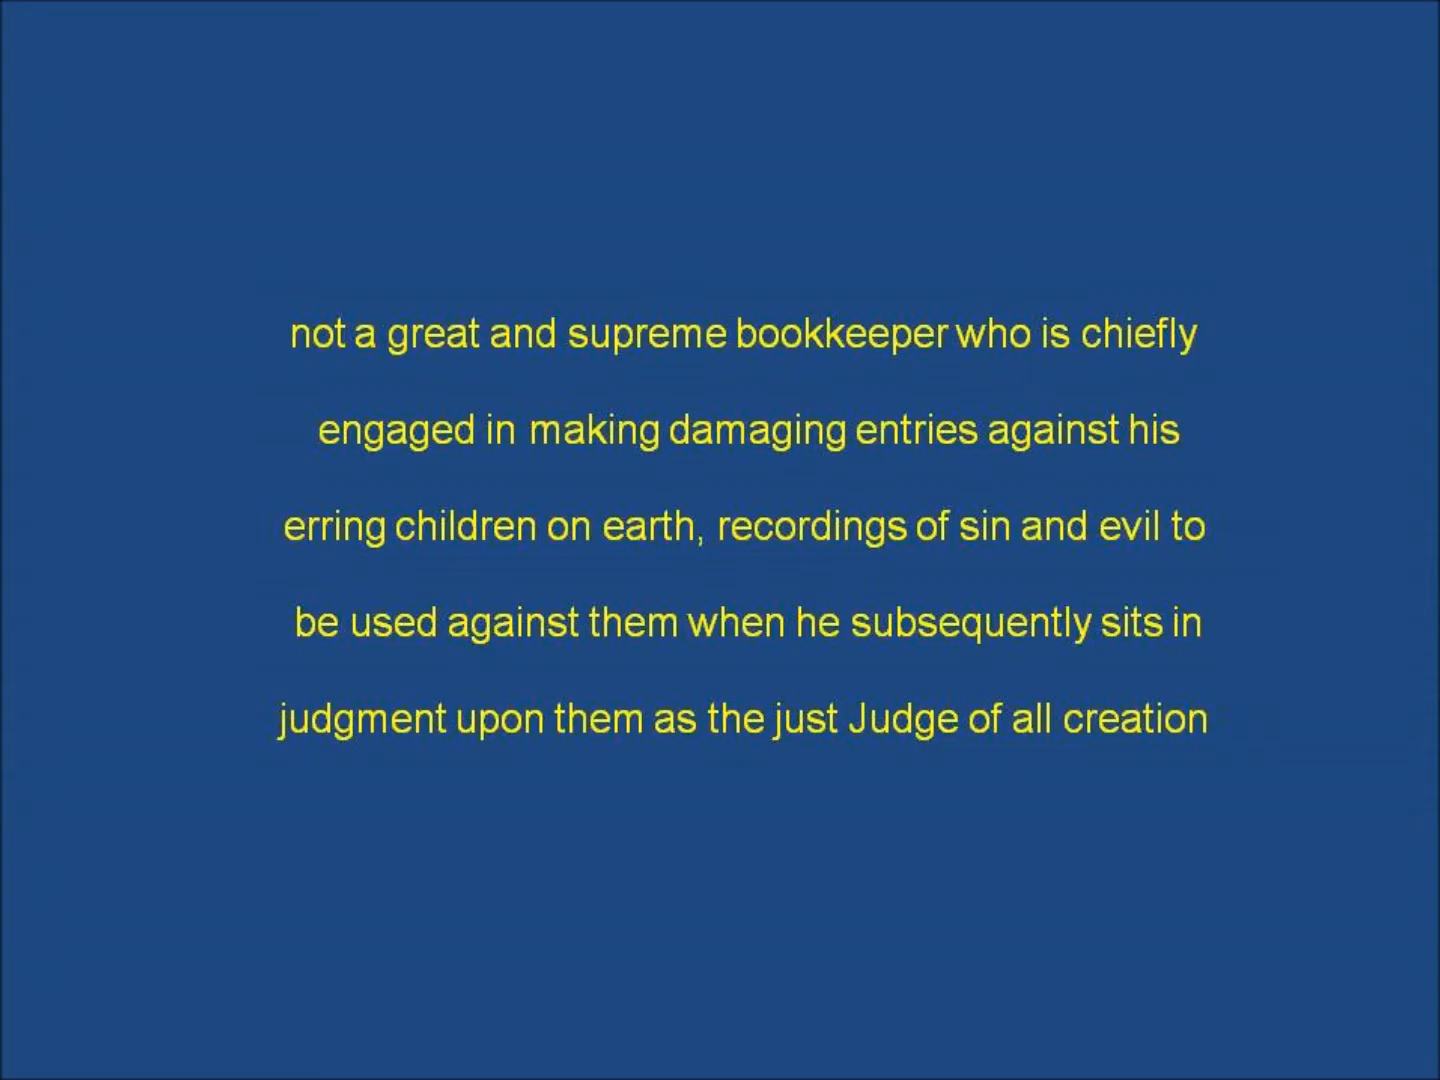 not a great and supreme bookkeeper who is chiefly
engaged in making damaging entries against his
erring children on earth, recordings of sin and evil to
be used against them when he subsequently sits in
judgment upon them as the just Judge of all creation